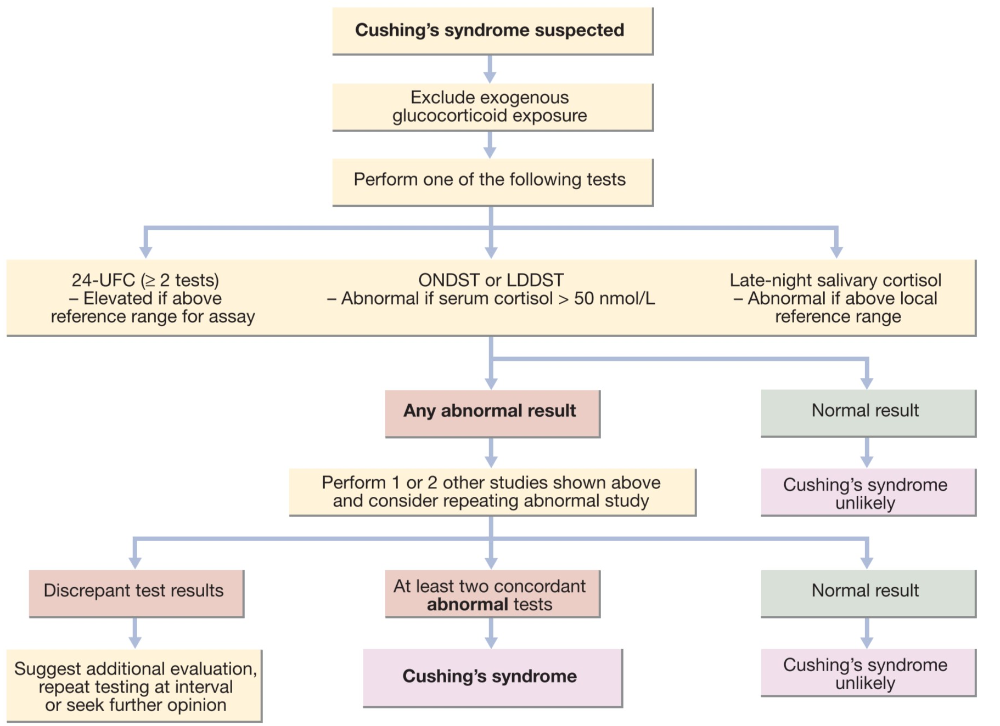 Cushing’s syndrome suspected
Exclude exogenous
glucocorticoid exposure
Perform one of the following tests
24-UFC (≥ 2 tests)
– Elevated if above
reference range for assay
ONDST or LDDST
– Abnormal if serum cortisol > 50 nmol/L
Late-night salivary cortisol
– Abnormal if above local
reference range
Any abnormal result
Normal result
Perform 1 or 2 other studies shown above
and consider repeating abnormal study
Cushing’s syndrome
unlikely
Discrepant test results
At least two concordant
abnormal tests
Normal result
Suggest additional evaluation,
repeat testing at interval
or seek further opinion
Cushing’s syndrome
Cushing’s syndrome
unlikely